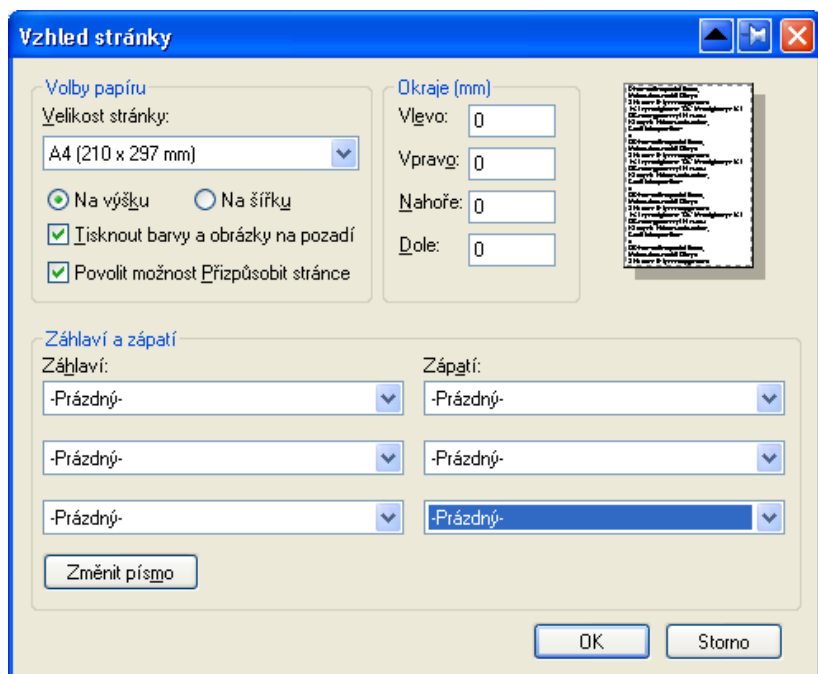 Vzhled stránky
Volby papíru
Velikost stránky:
A4 (210 x 297 mm)
Na výšku
Na šířku
Tisknout barvy a obrázky na pozadí
Povolit možnost Přizpůsobit stránce
Okraje (mm)
Vlevo: 0
Vpravo: 0
Nahoře: 0
Dole: 0
Záhlaví a zápatí
Záhlaví:
-Prázdný-
-Prázdný-
-Prázdný-
Změnit písmo
Zápatí:
-Prázdný-
-Prázdný-
-Prázdný-
OK
Storno